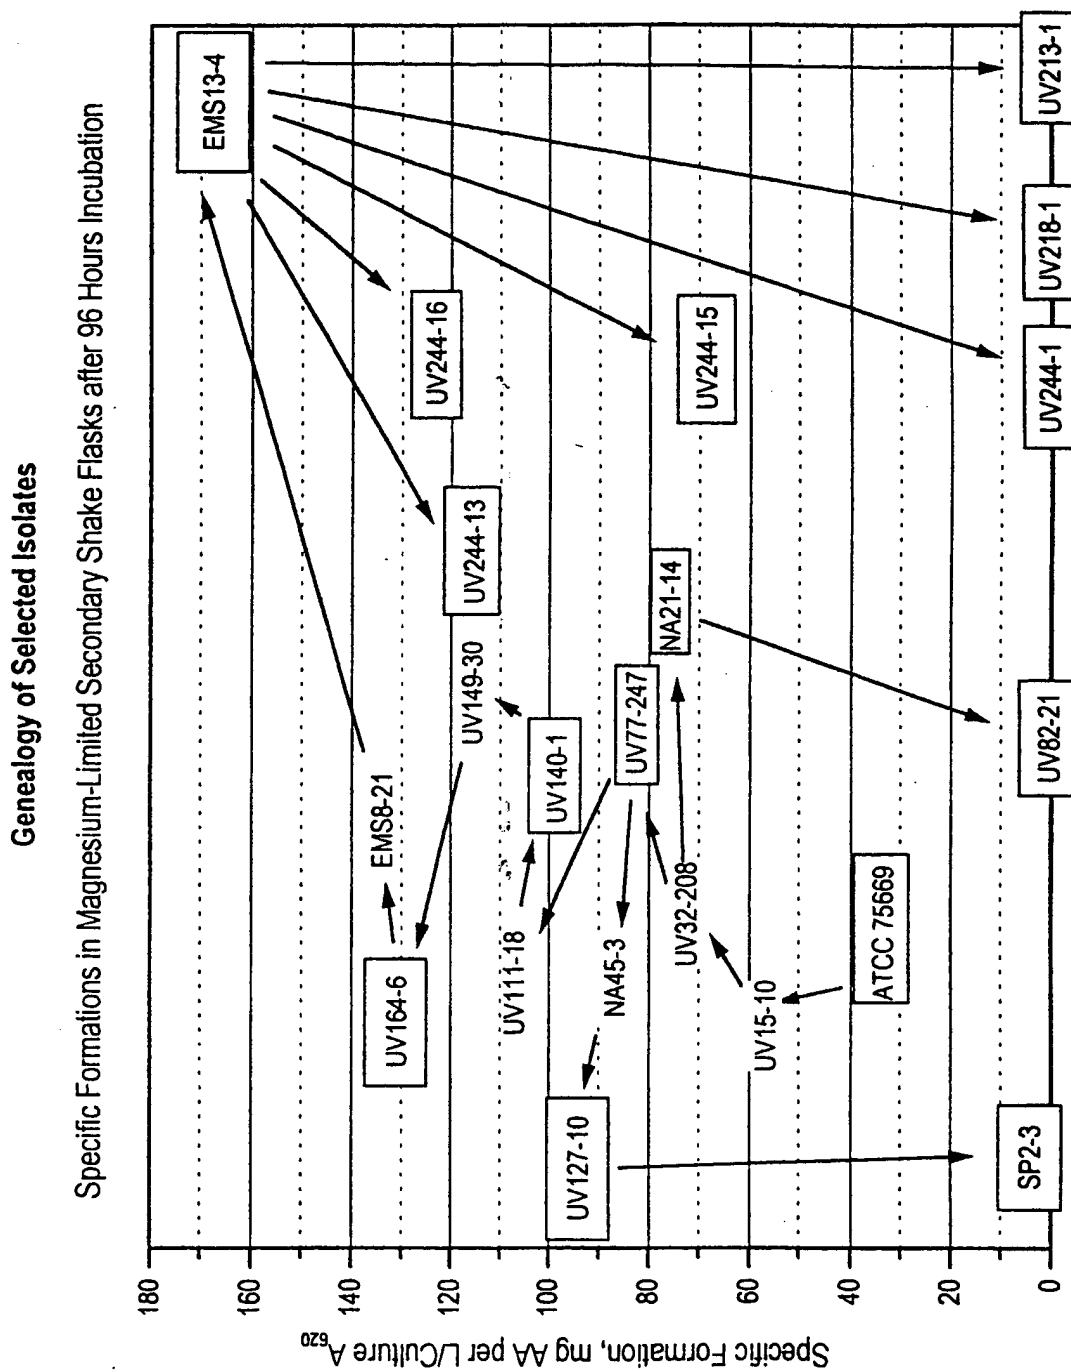 Genealogy of Selected Isolates
Specific Formations in Magnesium-Limited Secondary Shake Flasks after 96 Hours Incubation
Specific Formation, mg AA per L/Culture A620
180
160
140
120
100
80
60
40
20
0
EMS13-4
EMS8-21
UV164-6
UV244-16
UV149-30
UV244-13
UV111-18
UV140-1
UV127-10
NA45-3
UV77-247
UV32-208
NA21-14
UV244-15
UV15-10
ATCC 75669
SP2-3
UV82-21
UV244-1
UV218-1
UV213-1